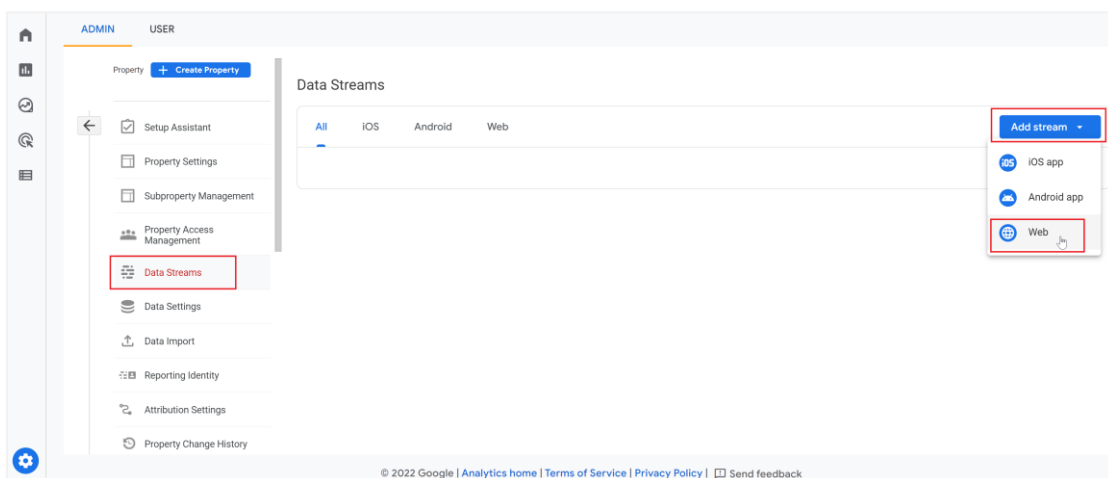 ADMIN USER
Property + Create Property
Setup Assistant
Property Settings
Subproperty Management
Property Access
Management
Data Streams
Data Settings
Data Import
Reporting Identity
Attribution Settings
Property Change History
Data Streams
All iOS Android Web
Add stream
iOS iOS app
Android app
Web
© 2022 Google | Analytics home | Terms of Service | Privacy Policy | Send feedback